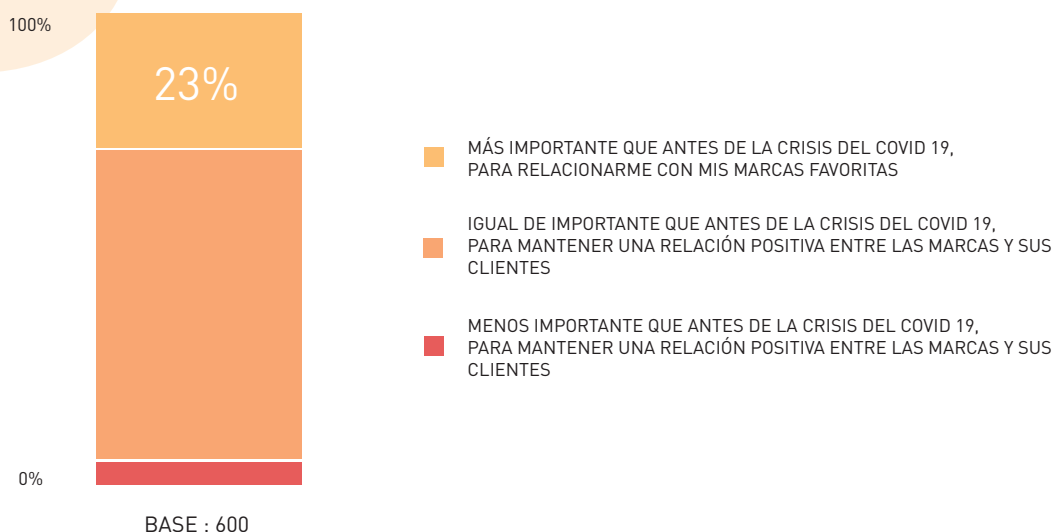 100%
23%
MÁS IMPORTANTE QUE ANTES DE LA CRISIS DEL COVID 19,
PARA RELACIONARME CON MIS MARCAS FAVORITAS
IGUAL DE IMPORTANTE QUE ANTES DE LA CRISIS DEL COVID 19,
PARA MANTENER UNA RELACIÓN POSITIVA ENTRE LAS MARCAS Y SUS
CLIENTES
MENOS IMPORTANTE QUE ANTES DE LA CRISIS DEL COVID 19,
PARA MANTENER UNA RELACIÓN POSITIVA ENTRE LAS MARCAS Y SUS
CLIENTES
0%
BASE : 600